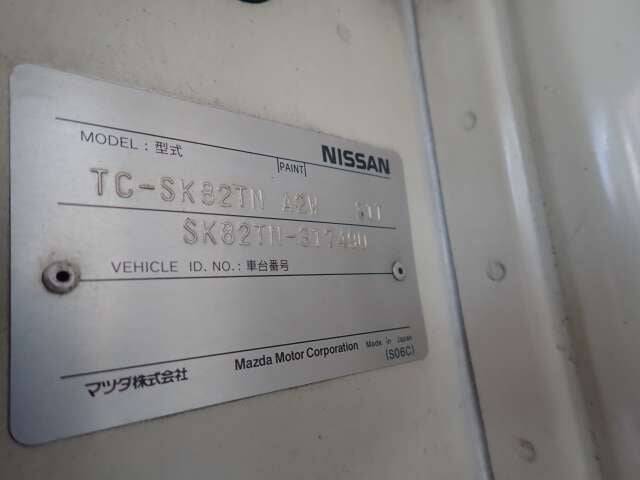 MODEL : 型式 PAINT NISSAN
TC-SK82TN A2W
VEHICLE ID. NO. : 車台番号
マツダ株式会社 Mazda Motor Corporation Made in Japan
(S06C)